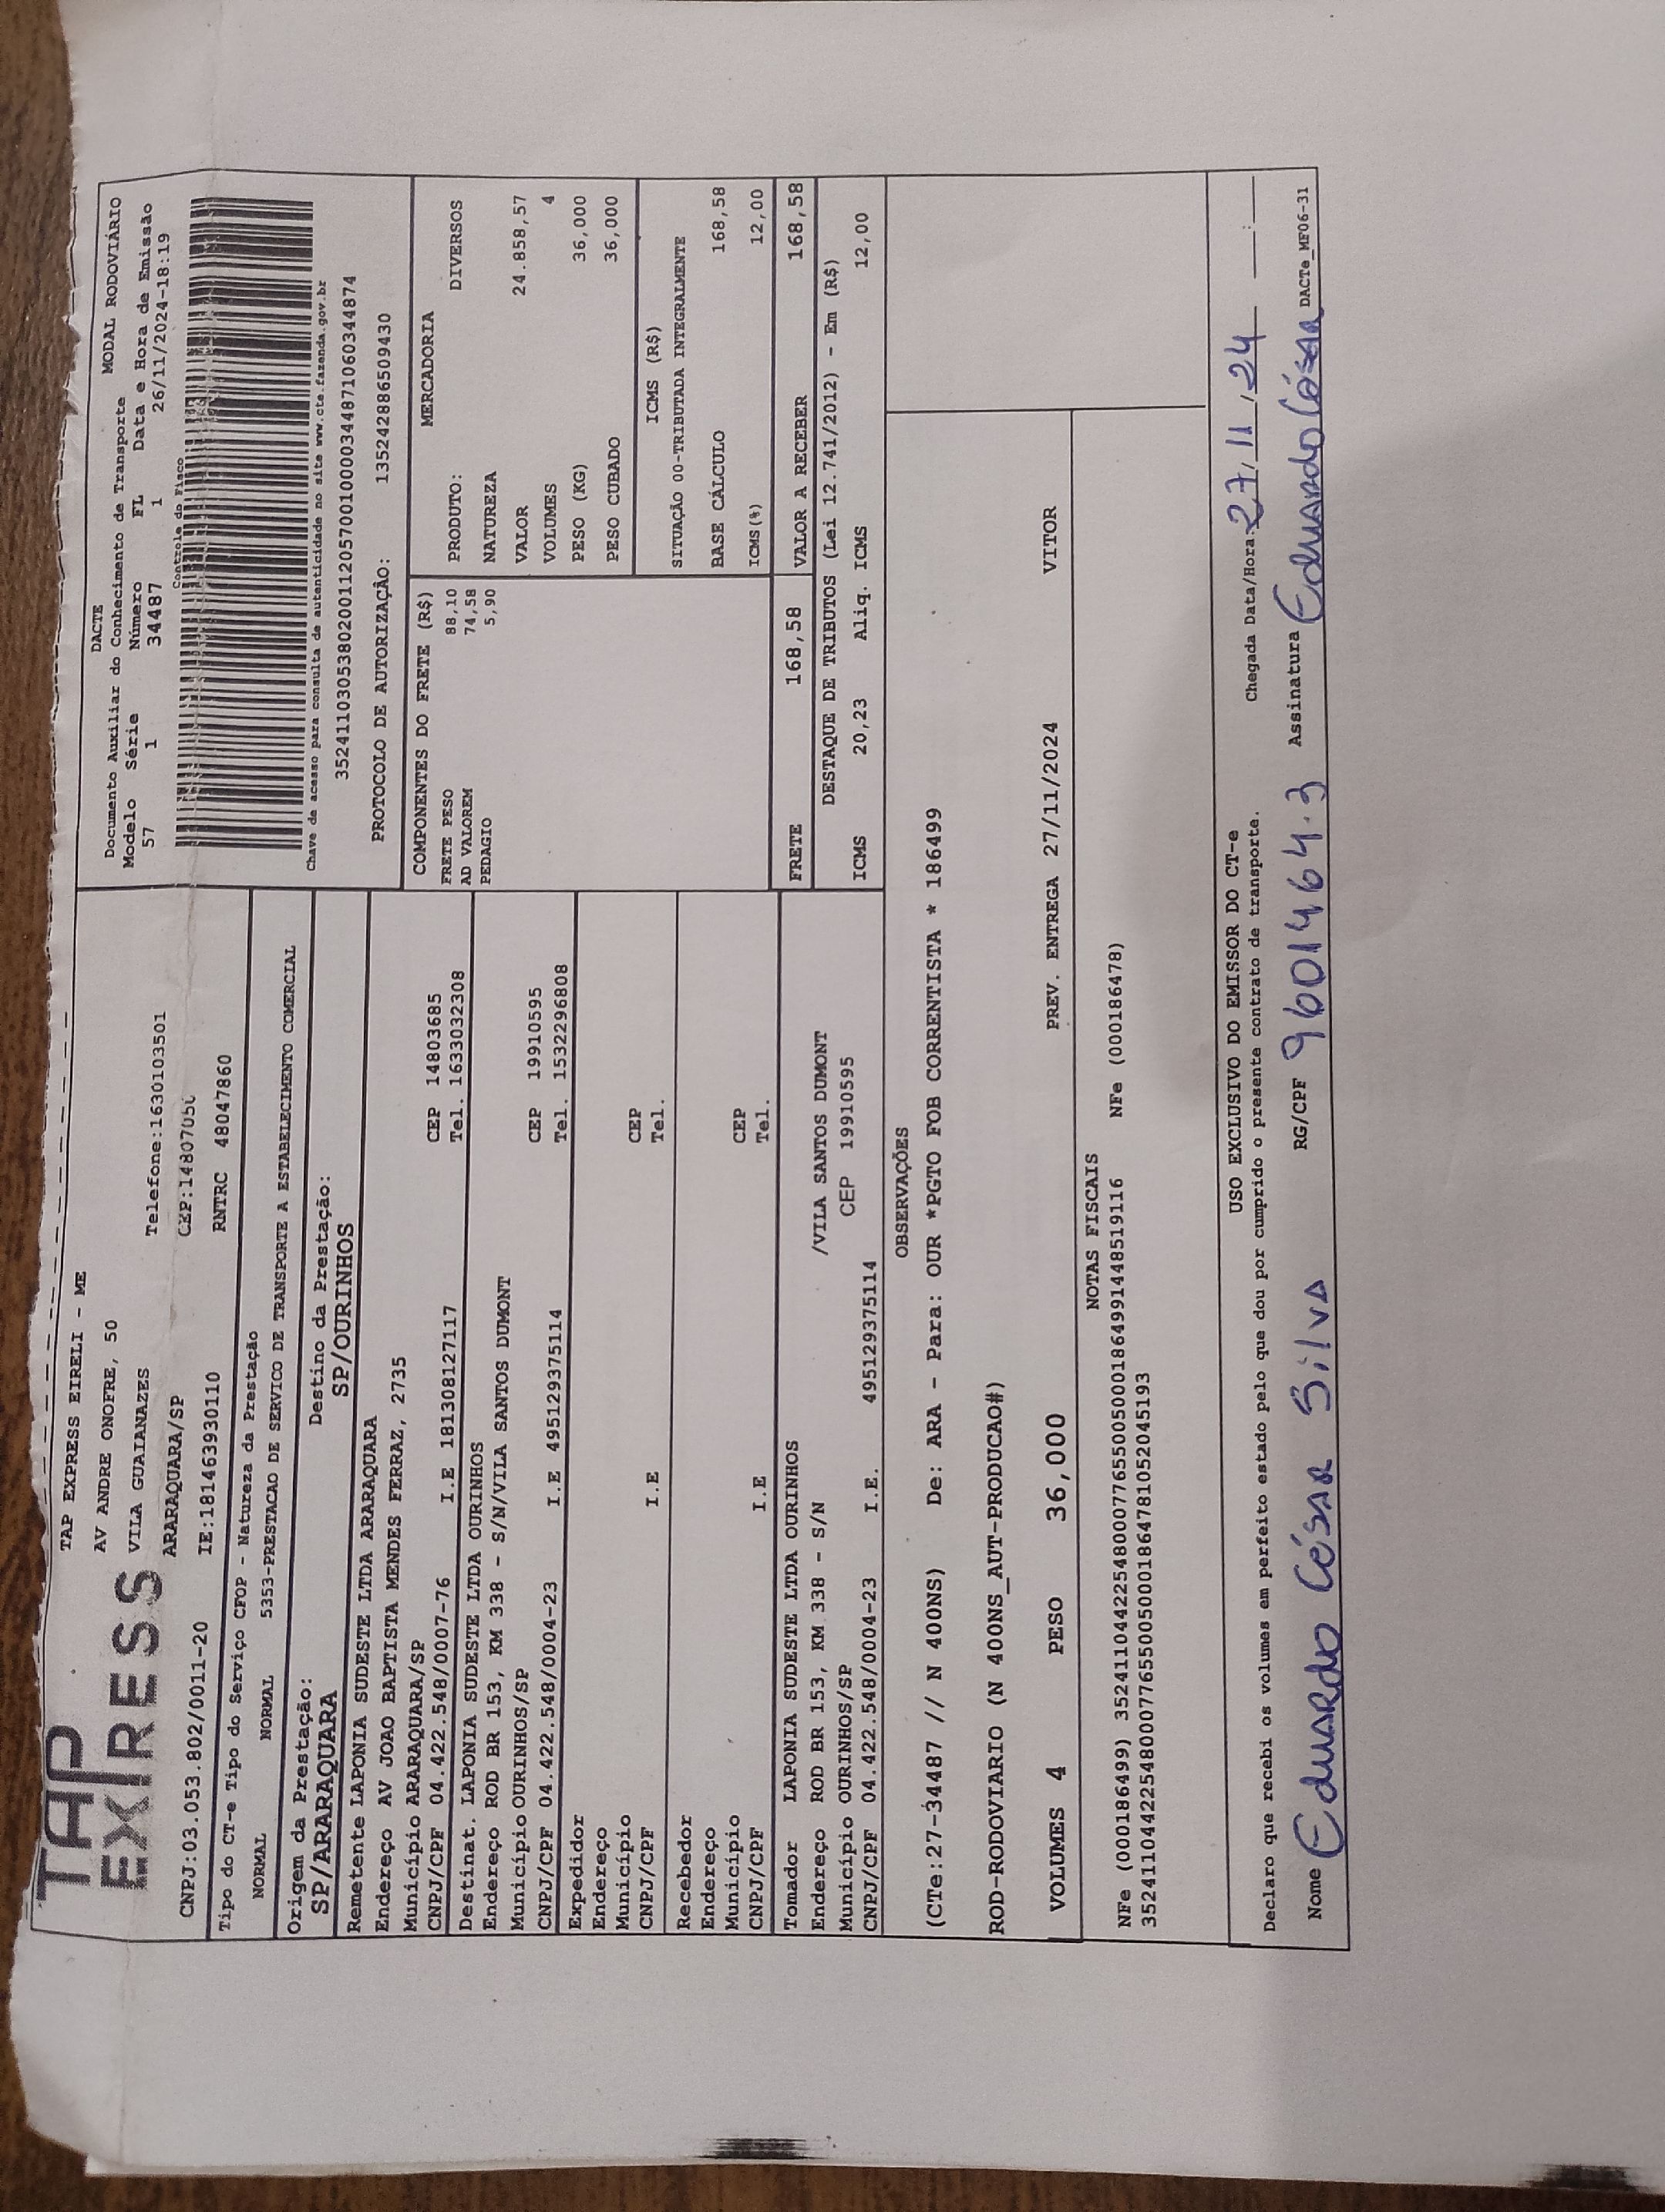 TAP
EXPRESS
TAP EXPRESS EIRELI - ME
AV ANDRE ONOFRE, 50
VILA GUAIANAZES
Telefone:1630103501
ARARAQUARA/SP
CEP:14807050
CNPJ:03.053.802/0011-20
IE:181463930110
RNTRC 48047860
DACTE
MODAL RODOVIÁRIO
Documento Auxiliar do Conhecimento de Transporte
Modelo Série Número FL Data e Hora de Emissão
57 1 34487 1 26/11/2024-18:19
Controle do Fisco
Chave de acesso para consulta de autenticidade no site www.cte.fazenda.gov.br
35241103053802001120570010000344871060344874
PROTOCOLO DE AUTORIZAÇÃO: 135242886509430
Tipo do CT-e Tipo do Serviço CFOP - Natureza da Prestação
NORMAL NORMAL 5353-PRESTACAO DE SERVICO DE TRANSPORTE A ESTABELECIMENTO COMERCIAL
Origem da Prestação: Destino da Prestação:
SP/ARARAQUARA SP/OURINHOS
Remetente LAPONIA SUDESTE LTDA ARARAQUARA
Endereço AV JOAO BAPTISTA MENDES FERRAZ, 2735
Município ARARAQUARA/SP CEP 14803685
CNPJ/CPF 04.422.548/0007-76 I.E 181308127117 Tel. 1633032308
Destinat. LAPONIA SUDESTE LTDA OURINHOS
Endereço ROD BR 153, KM 338 - S/N/VILA SANTOS DUMONT
Município OURINHOS/SP CEP 19910595
CNPJ/CPF 04.422.548/0004-23 I.E 495129375114 Tel. 1532296808
Expedidor
Endereço
Município CEP
CNPJ/CPF I.E Tel.
Recebedor
Endereço
Município CEP
CNPJ/CPF I.E Tel.
Tomador LAPONIA SUDESTE LTDA OURINHOS
Endereço ROD BR 153, KM 338 - S/N /VILA SANTOS DUMONT
Município OURINHOS/SP CEP 19910595
CNPJ/CPF 04.422.548/0004-23 I.E. 495129375114
COMPONENTES DO FRETE (R$)
FRETE PESO 88,10
AD VALOREM 74,58
PEDAGIO 5,90
MERCADORIA
PRODUTO: DIVERSOS
NATUREZA
VALOR 24.858,57
VOLUMES 4
PESO (KG) 36,000
PESO CUBADO 36,000
ICMS (R$)
SITUAÇÃO 00-TRIBUTADA INTEGRALMENTE
BASE CÁLCULO 168,58
ICMS(%) 12,00
FRETE 168,58 VALOR A RECEBER 168,58
DESTAQUE DE TRIBUTOS (Lei 12.741/2012) - Em (R$)
ICMS 20,23 Aliq. ICMS 12,00
OBSERVAÇÕES
(CTe:27-34487 // N 400NS) De: ARA - Para: OUR *PGTO FOB CORRENTISTA * 186499
ROD-RODOVIARIO (N 400NS_AUT-PRODUCAO#)
VOLUMES 4 PESO 36,000 PREV. ENTREGA 27/11/2024 VITOR
NOTAS FISCAIS
NFe (000186499) 35241104422548000776550050001864991448519116 NFe (000186478)
35241104422548000776550050001864781052045193
USO EXCLUSIVO DO EMISSOR DO CT-e
Declaro que recebi os volumes em perfeito estado pelo que dou por cumprido o presente contrato de transporte.
Chegada Data/Hora: 27/11/24 __:__
Nome Eduardo César Silva RG/CPF 9601464.3 Assinatura Eduardo César DACTe_MF06-31